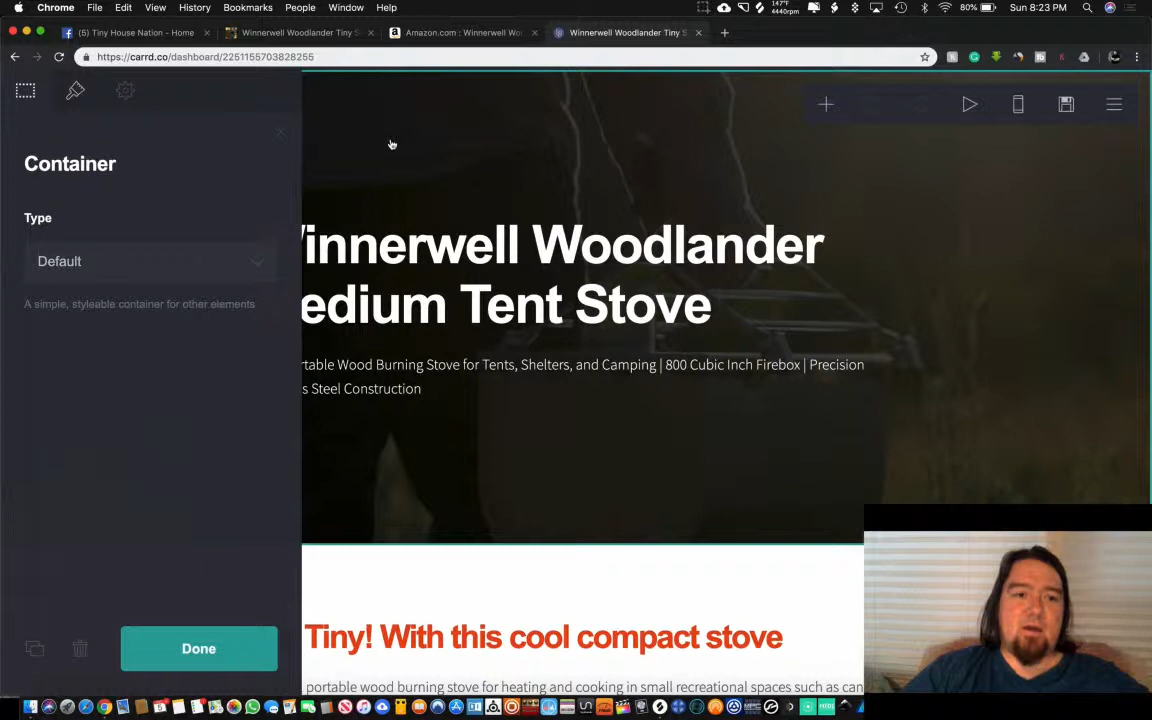 Chrome File Edit View History Bookmarks People Window Help
147°F
4440rpm
80%
Sun 8:23 PM
(5) Tiny House Nation - Home
Winnerwell Woodlander Tiny S
Amazon.com : Winnerwell Wo
Winnerwell Woodlander Tiny S
https://carrd.co/dashboard/2251155703828255
Container
Type
Default
A simple, styleable container for other elements
Done
innerwell Woodlander
edium Tent Stove
rtable Wood Burning Stove for Tents, Shelters, and Camping | 800 Cubic Inch Firebox | Precision
s Steel Construction
Tiny! With this cool compact stove
portable wood burning stove for heating and cooking in small recreational spaces such as can